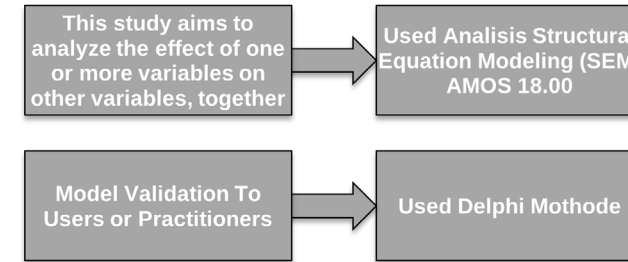 This study aims to
analyze the effect of one
or more variables on
other variables, together
Used Analisis Structura
Equation Modeling (SEM
AMOS 18.00
Model Validation To
Users or Practitioners
Used Delphi Mothode